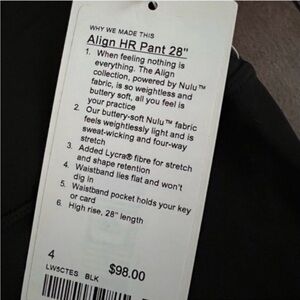 WHY WE MADE THIS
Align HR Pant 28"
1. When feeling nothing is
everything. The Align
collection, powered by Nulu™
fabric, is so weightless and
buttery soft, all you feel is
your practice
2. Our buttery-soft Nulu™ fabric
feels weightlessly light and is
sweat-wicking and four-way
stretch
3. Added Lycra® fibre for stretch
and shape retention
4. Waistband lies flat and won't
dig in
5. Waistband pocket holds your key
or card
6. High rise, 28" length
4 $98.00
LW5CTES BLK